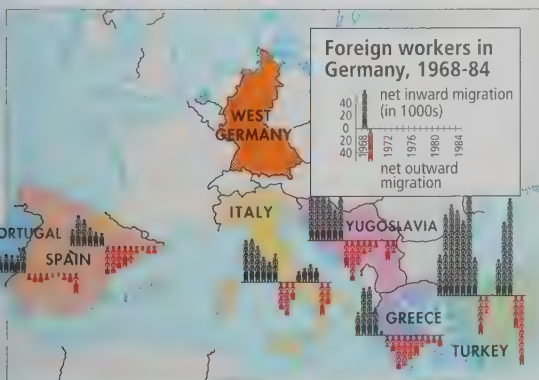 Foreign workers in
Germany, 1968-84
net inward migration
(in 1000s)
40
20
0
20
40
1968
1972
1976
1980
1984
net outward
migration
WEST
GERMANY
ITALY
YUGOSLAVIA
ORTUGAL
SPAIN
GREECE
TURKEY